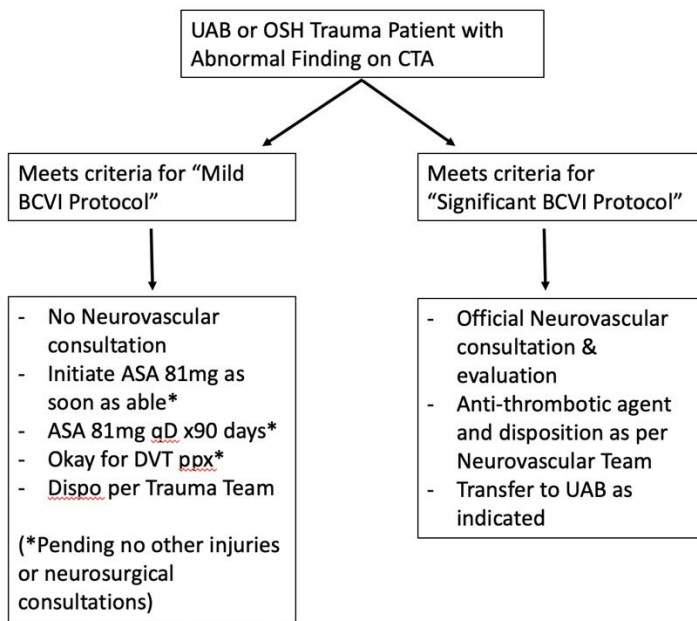 UAB or OSH Trauma Patient with
Abnormal Finding on CTA
Meets criteria for “Mild
BCVI Protocol”
Meets criteria for
“Significant BCVI Protocol”
- No Neurovascular
consultation
- Initiate ASA 81mg as
soon as able*
- ASA 81mg qD x90 days*
- Okay for DVT ppx*
- Dispo per Trauma Team
(*Pending no other injuries
or neurosurgical
consultations)
- Official Neurovascular
consultation &
evaluation
- Anti-thrombotic agent
and disposition as per
Neurovascular Team
- Transfer to UAB as
indicated